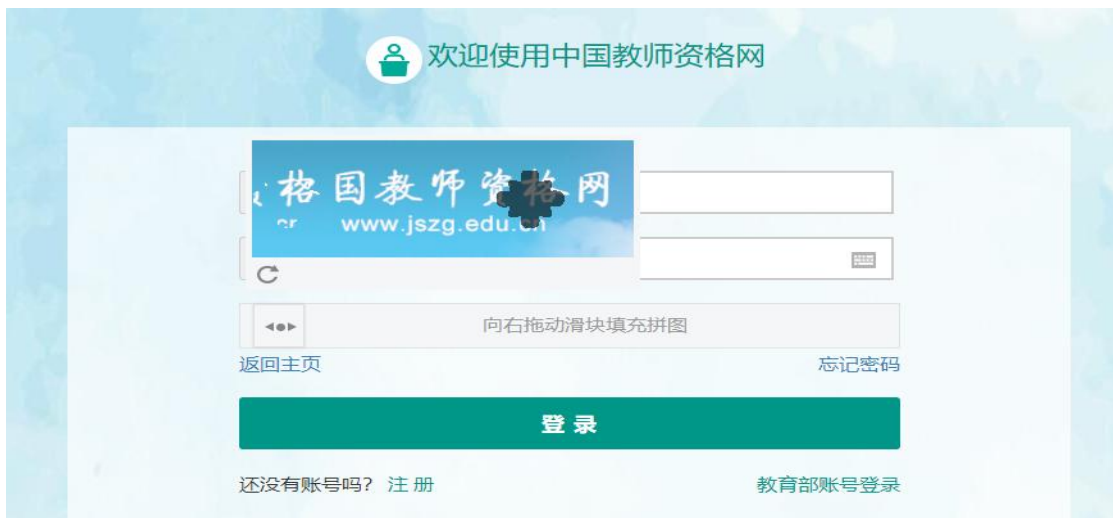 欢迎使用中国教师资格网
格国教师资格网
www.jszg.edu.cn
向右拖动滑块填充拼图
返回主页
忘记密码
登录
还没有账号吗? 注册
教育部账号登录